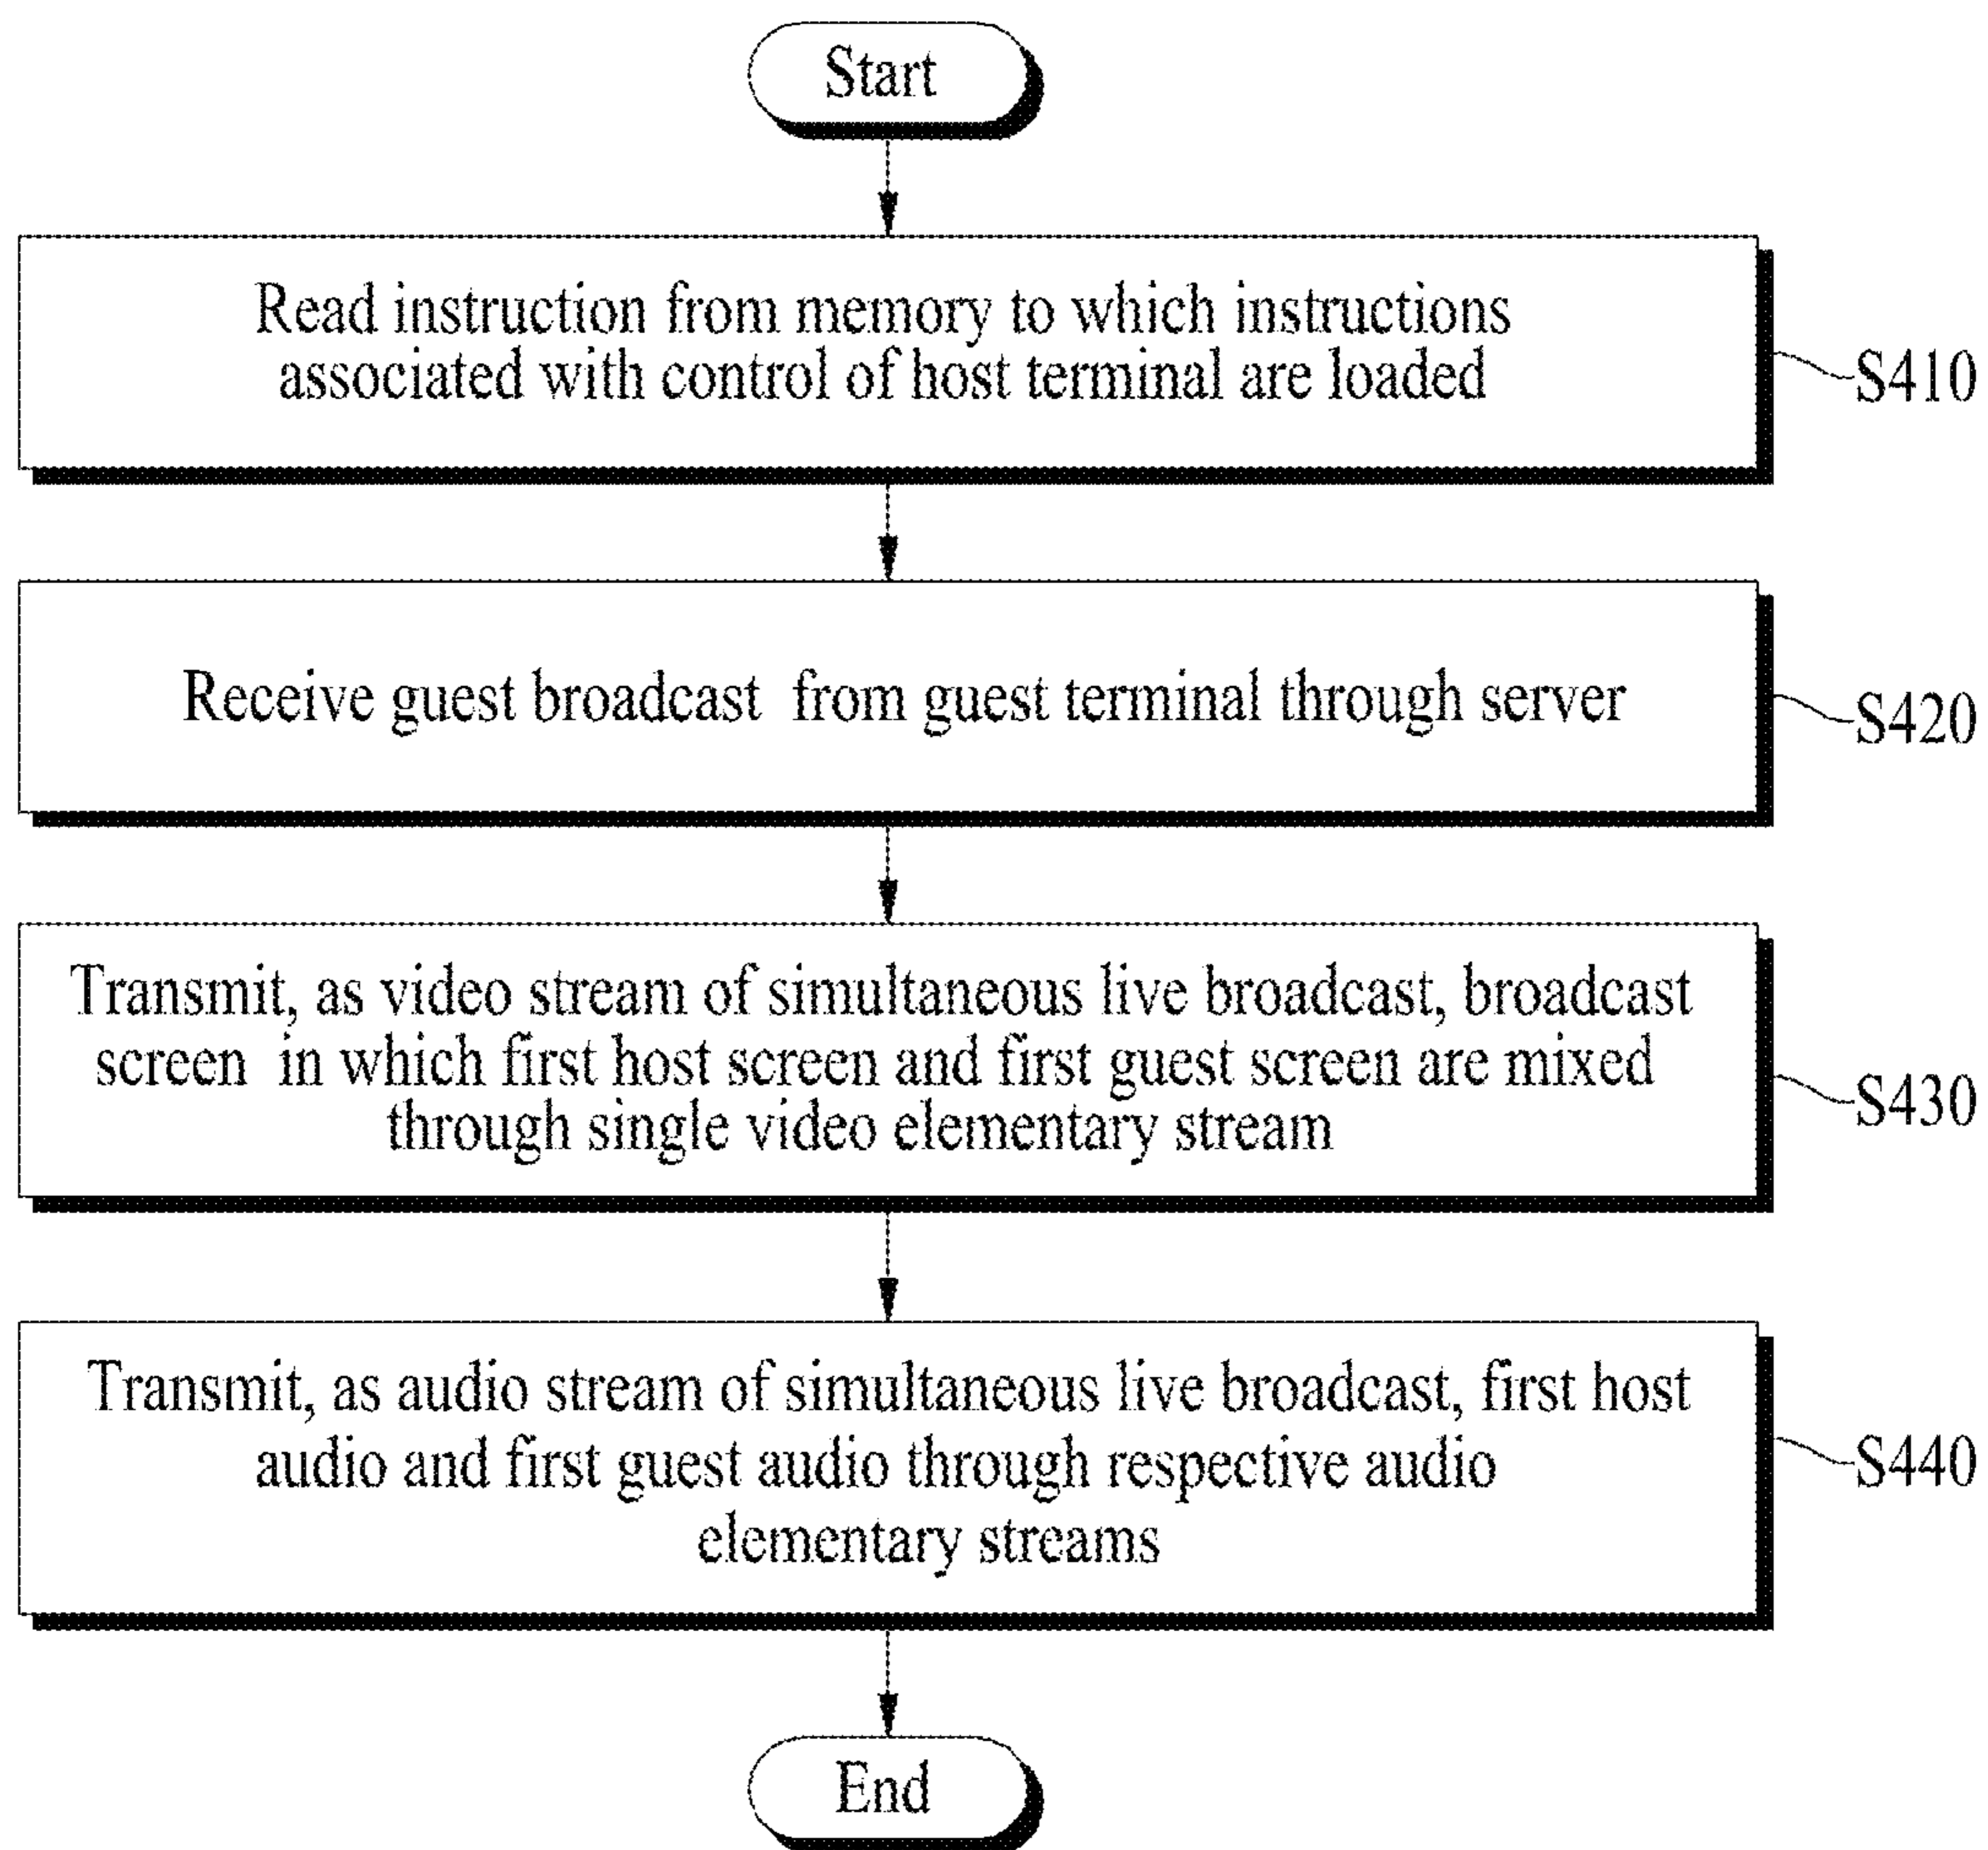 Start
Read instruction from memory to which instructions
associated with control of host terminal are loaded
S410
Receive guest broadcast from guest terminal through server
S420
Transmit, as video stream of simultaneous live broadcast, broadcast
screen in which first host screen and first guest screen are mixed
through single video elementary stream
S430
Transmit, as audio stream of simultaneous live broadcast, first host
audio and first guest audio through respective audio
elementary streams
S440
End